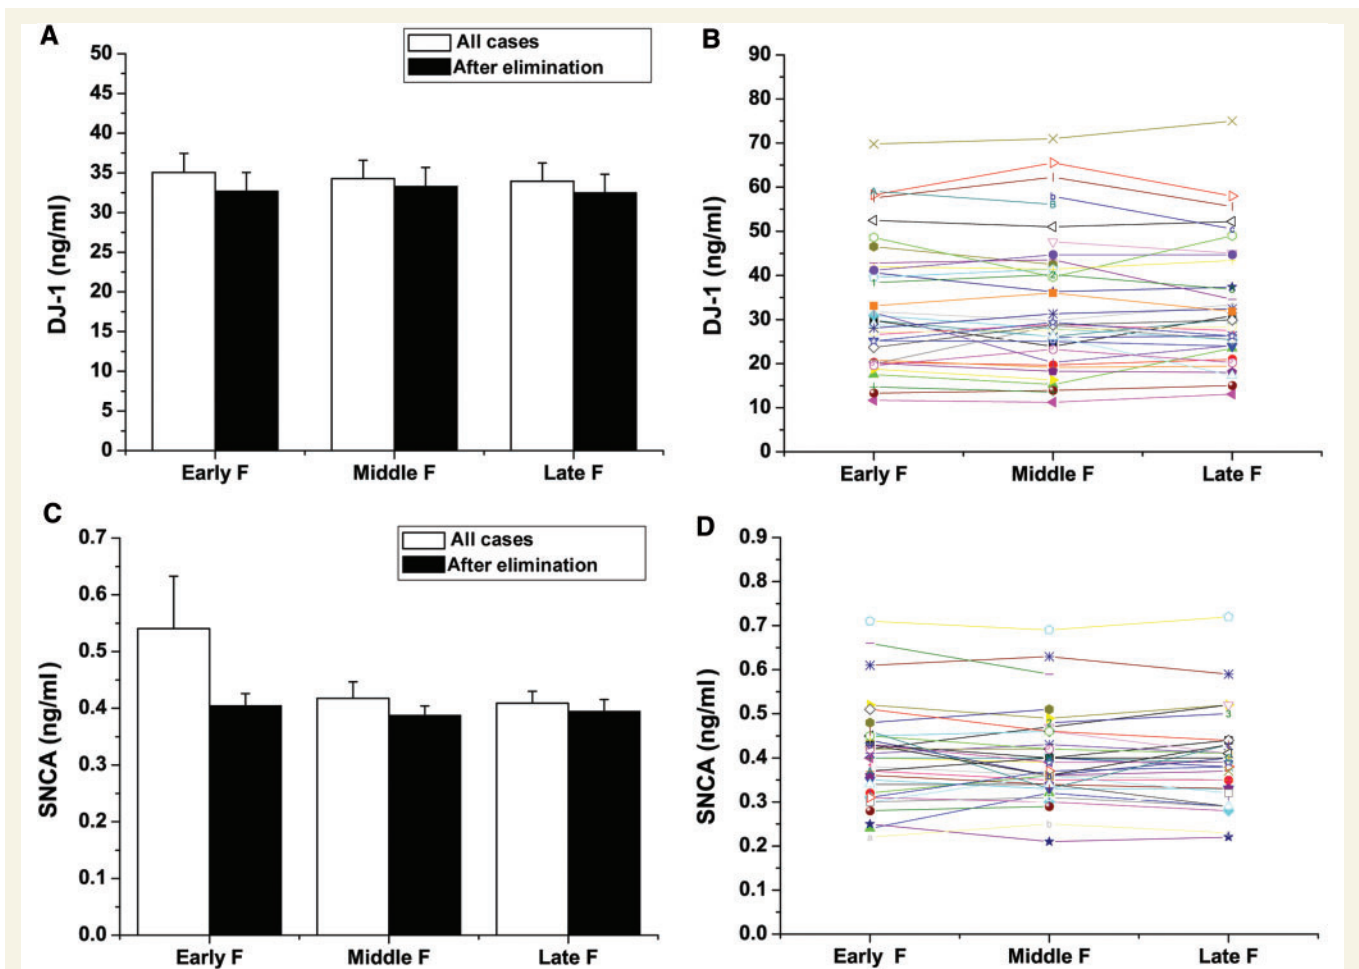 A
All cases
After elimination
50
45
40
35
30
25
20
15
10
5
0
DJ-1 (ng/ml)
Early F Middle F Late F
B
90
80
70
60
50
40
30
20
10
0
DJ-1 (ng/ml)
Early F Middle F Late F
C
All cases
After elimination
0.7
0.6
0.5
0.4
0.3
0.2
0.1
0.0
SNCA (ng/ml)
Early F Middle F Late F
D
0.9
0.8
0.7
0.6
0.5
0.4
0.3
0.2
0.1
0.0
SNCA (ng/ml)
Early F Middle F Late F